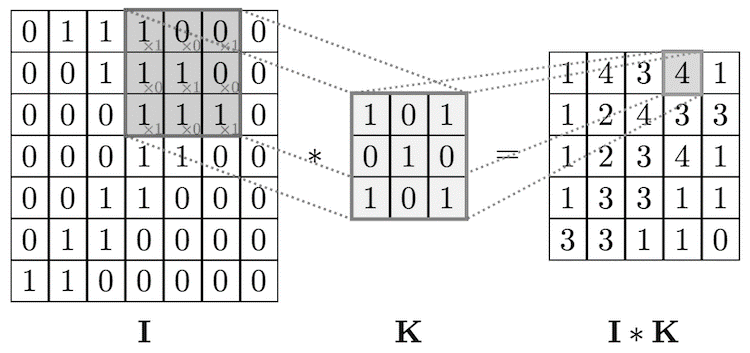 0 1 1 1×1 0×0 0×1 0
0 0 1 1×0 1×1 0×0 0
0 0 0 1×1 1×0 1×1 0
0 0 0 1 1 0 0
0 0 1 1 0 0 0
0 1 1 0 0 0 0
1 1 0 0 0 0 0
I
*
1 0 1
0 1 0
1 0 1
K
=
1 4 3 4 1
1 2 4 3 3
1 2 3 4 1
1 3 3 1 1
3 3 1 1 0
I * K